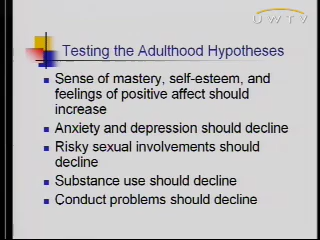 UWTV
Testing the Adulthood Hypotheses
Sense of mastery, self-esteem, and
feelings of positive affect should
increase
Anxiety and depression should decline
Risky sexual involvements should
decline
Substance use should decline
Conduct problems should decline